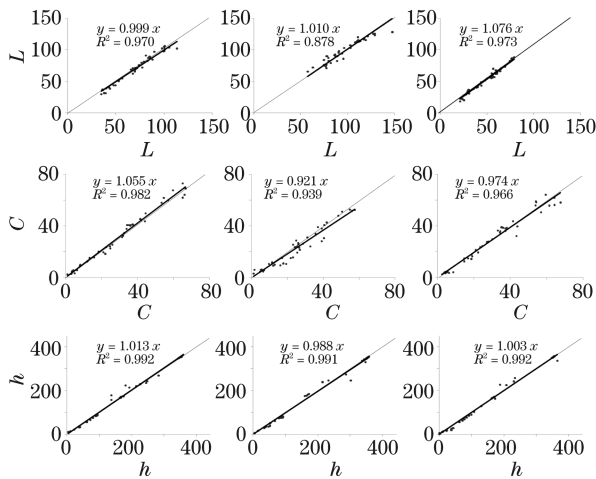 150 150 150
y = 0.999 x y = 1.010 x y = 1.076 x
R² = 0.970 R² = 0.878 R² = 0.973
L
100 100 100
50 50 50
0 0 0
0 50 100 150 0 50 100 150 0 50 100 150
L L L
80 80 80
y = 1.055 x y = 0.921 x y = 0.974 x
R² = 0.982 R² = 0.939 R² = 0.966
C
40 40 40
0 0 0
0 40 80 0 40 80 0 40 80
C C C
400 400 400
y = 1.013 x y = 0.988 x y = 1.003 x
R² = 0.992 R² = 0.991 R² = 0.992
h
200 200 200
0 0 0
0 200 400 0 200 400 0 200 400
h h h